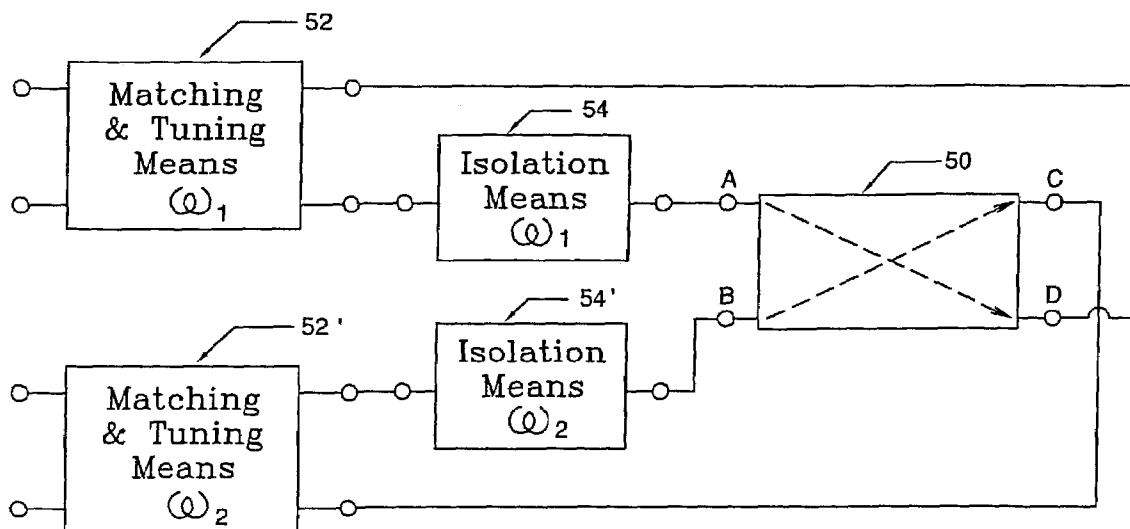 52
Matching
& Tuning
Means
ω1
54
Isolation
Means
ω1
A
50
C
B
D
54'
Isolation
Means
ω2
52'
Matching
& Tuning
Means
ω2